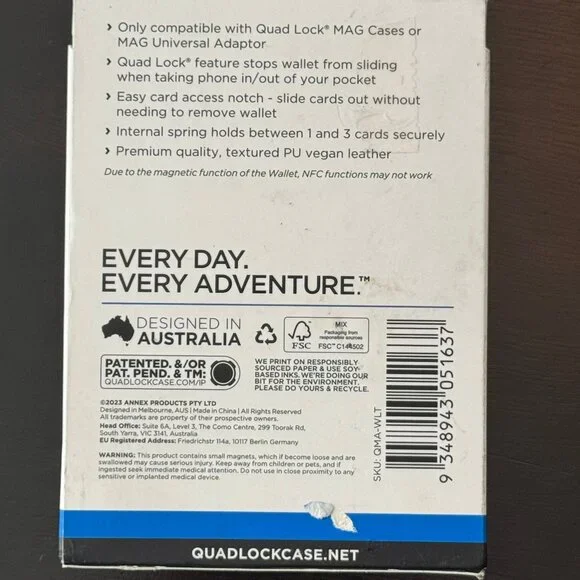 › Only compatible with Quad Lock® MAG Cases or
MAG Universal Adaptor
› Quad Lock® feature stops wallet from sliding
when taking phone in/out of your pocket
› Easy card access notch - slide cards out without
needing to remove wallet
› Internal spring holds between 1 and 3 cards securely
› Premium quality, textured PU vegan leather
Due to the magnetic function of the Wallet, NFC functions may not work
EVERY DAY.
EVERY ADVENTURE.™
DESIGNED IN
AUSTRALIA
FSC
MIX
Packaging from
responsible sources
FSC™ C144502
PATENTED. &/OR
PAT. PEND. & TM:
QUADLOCKCASE.COM/IP
WE PRINT ON RESPONSIBLY-
SOURCED PAPER & USE SOY-
BASED INKS. WE'RE DOING OUR
BIT FOR THE ENVIRONMENT.
PLEASE DO YOURS & RECYCLE.
©2023 ANNEX PRODUCTS PTY LTD
Designed in Melbourne, AUS | Made in China | All Rights Reserved
All trademarks are property of their respective owners.
Head Office: Suite 6A, Level 3, The Como Centre, 299 Toorak Rd,
South Yarra, VIC 3141, Australia
EU Registered Address: Friedrichstr 114a, 10117 Berlin Germany
WARNING: This product contains small magnets, which if become loose and are
swallowed may cause serious injury. Keep away from children or pets, and if
ingested seek immediate medical attention. Do not use in close proximity to any
sensitive or implanted medical device.
SKU: QMA-WLT
9 348943 051637
QUADLOCKCASE.NET